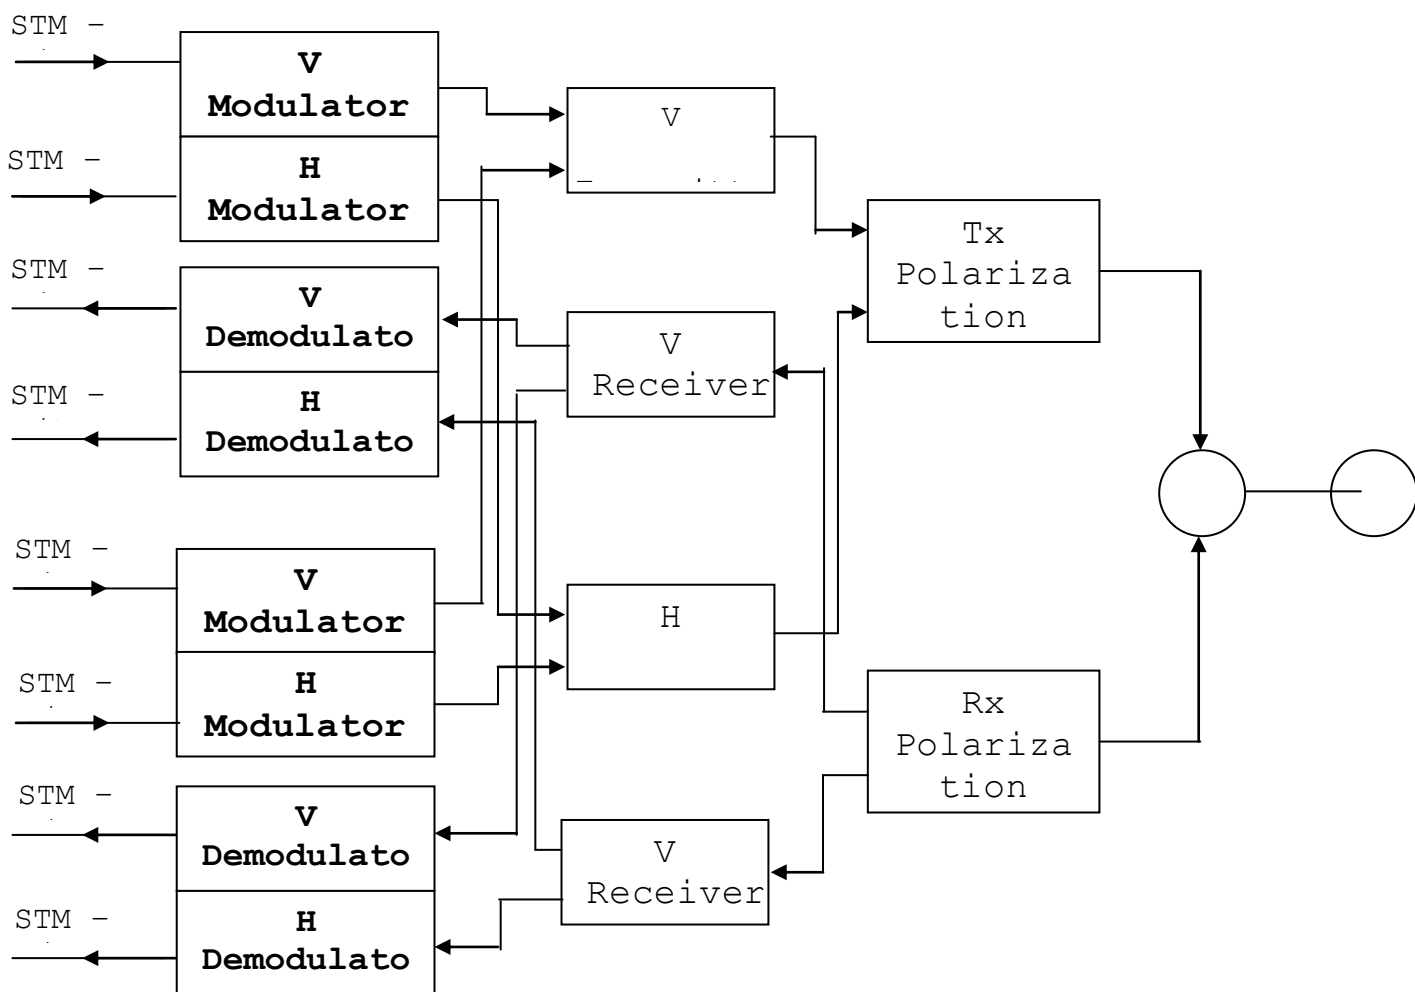 STM -
V
Modulator
STM -
H
Modulator
STM -
V
Demodulato
STM -
H
Demodulato
STM -
V
Modulator
STM -
H
Modulator
STM -
V
Demodulato
STM -
H
Demodulato
V
V
Receiver
H
V
Receiver
Tx
Polariza
tion
Rx
Polariza
tion